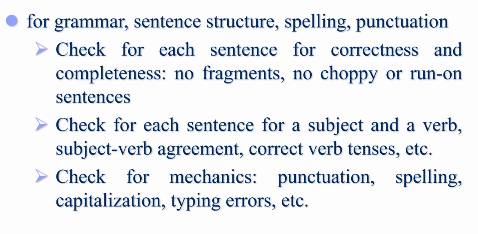 for grammar, sentence structure, spelling, punctuation
Check for each sentence for correctness and
completeness: no fragments, no choppy or run-on
sentences
Check for each sentence for a subject and a verb,
subject-verb agreement, correct verb tenses, etc.
Check for mechanics: punctuation, spelling,
capitalization, typing errors, etc.